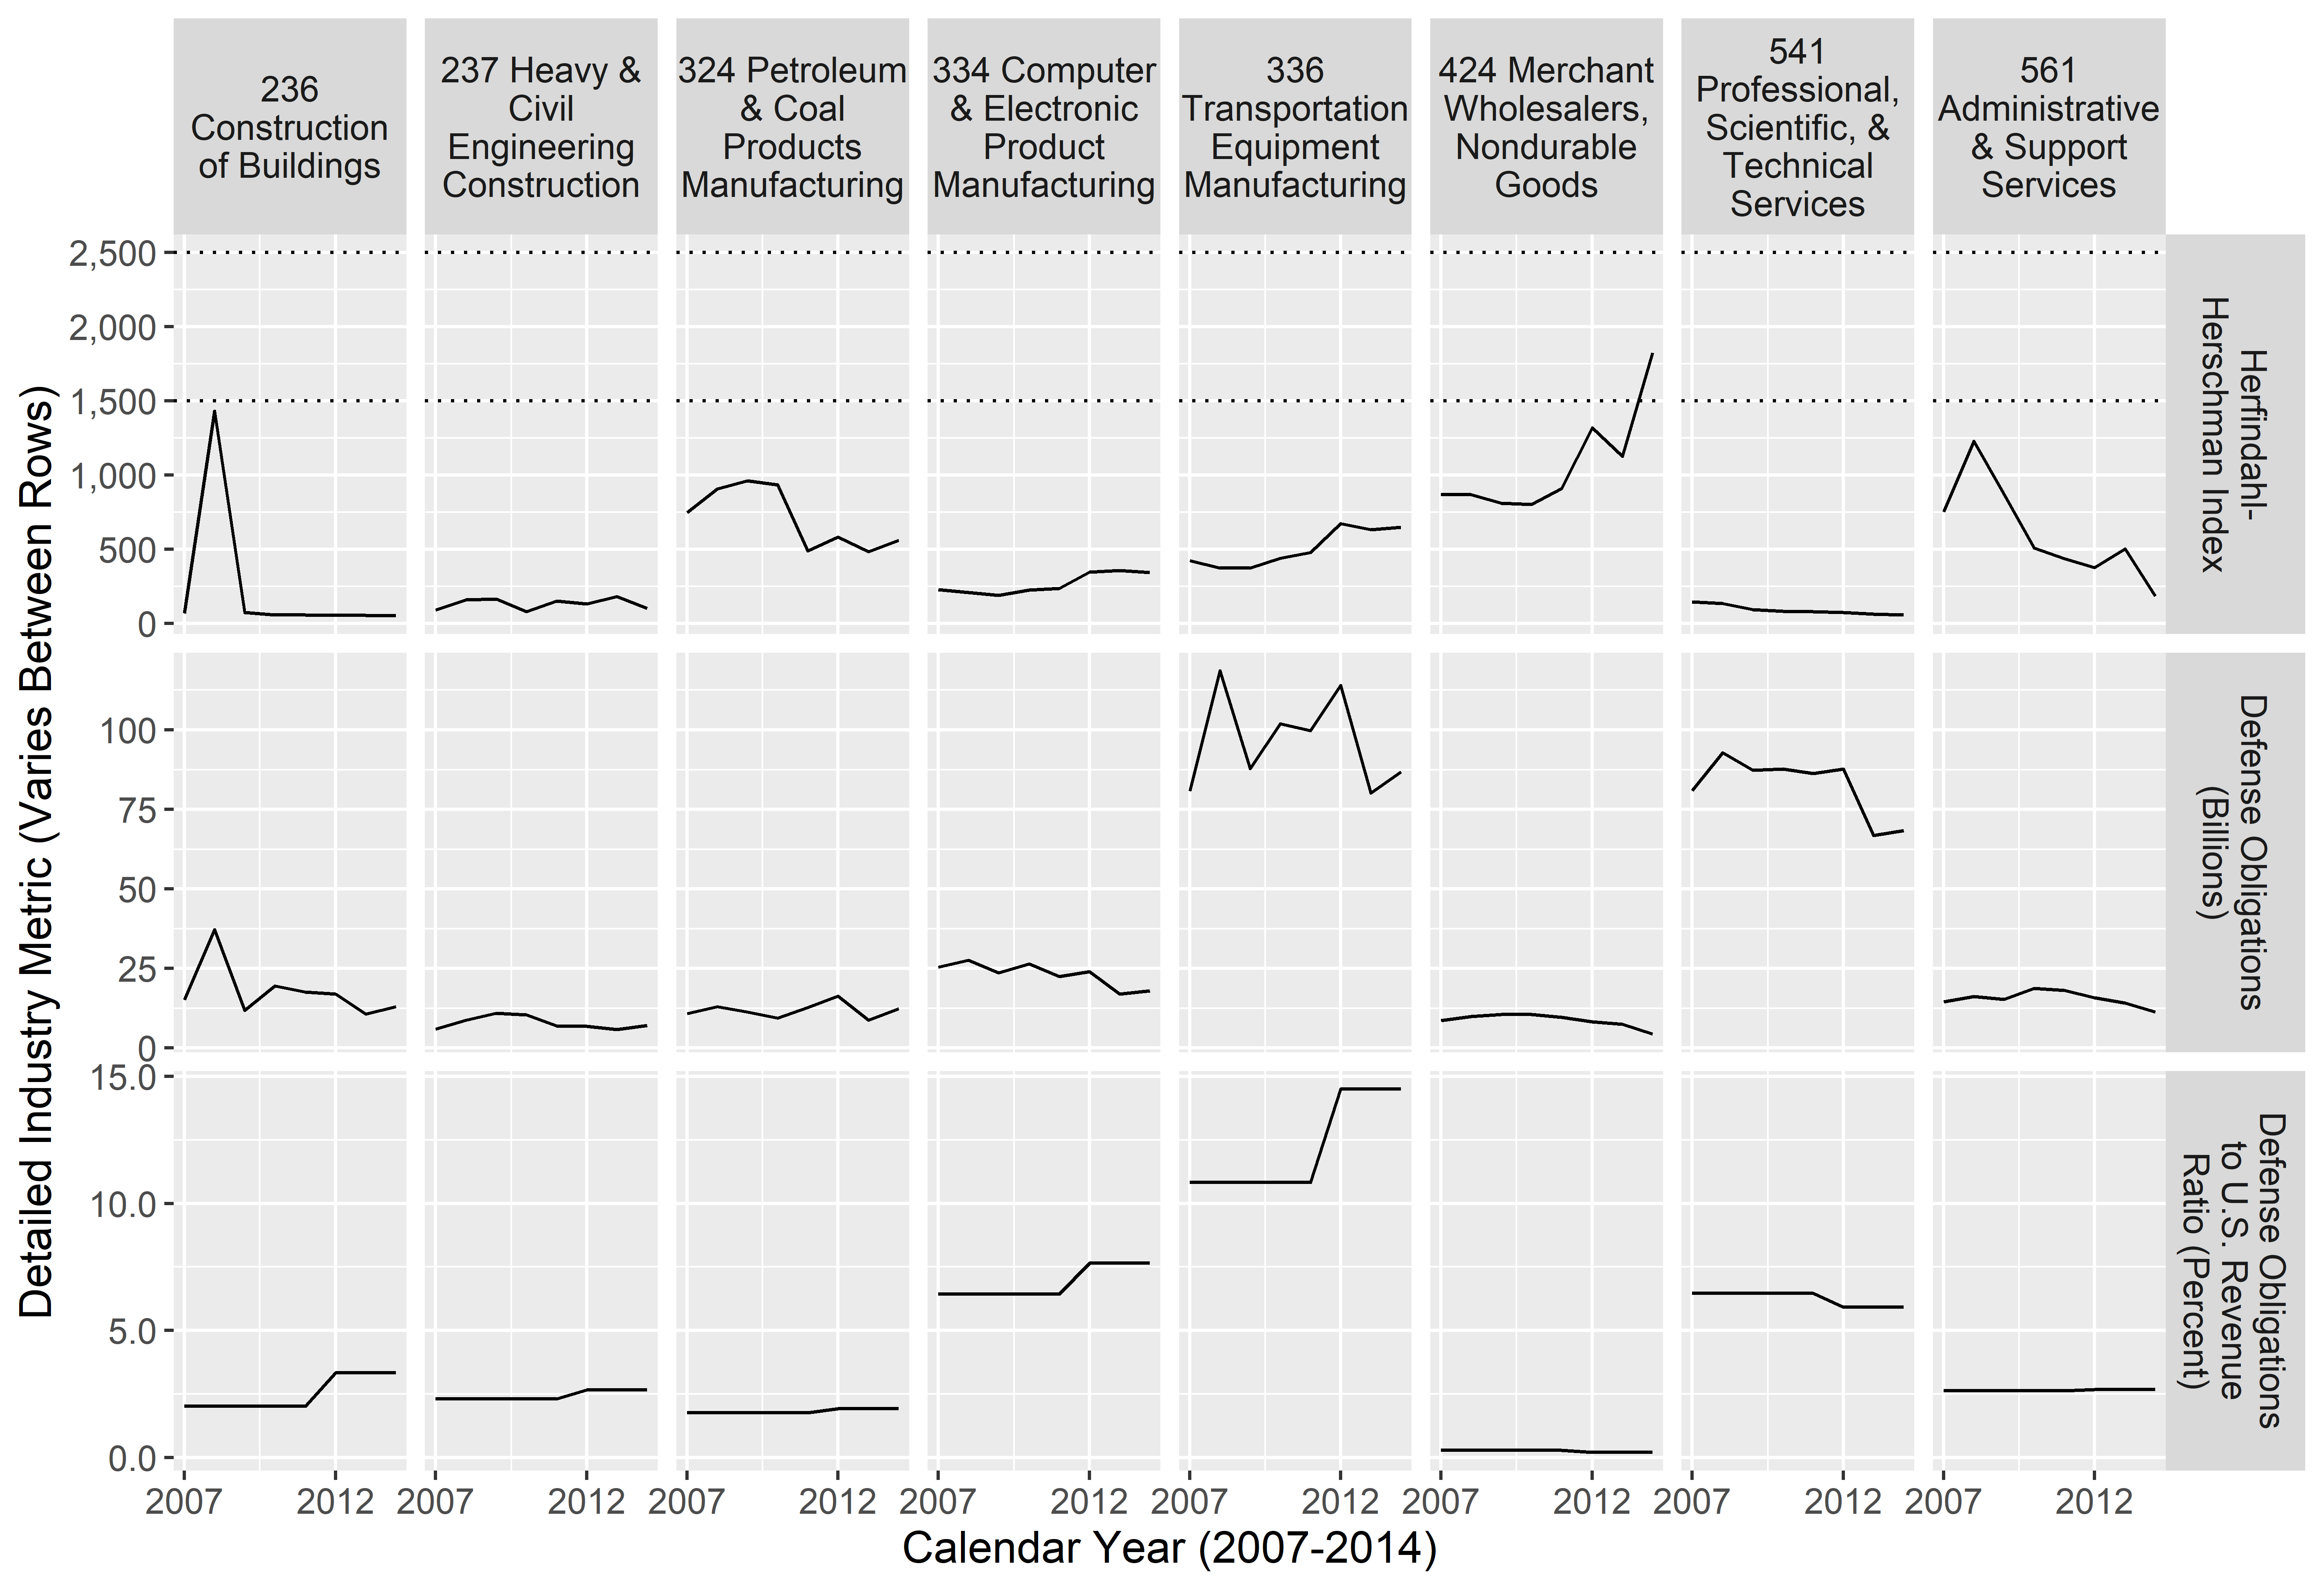 236
Construction
of Buildings
237 Heavy &
Civil
Engineering
Construction
324 Petroleum
& Coal
Products
Manufacturing
334 Computer
& Electronic
Product
Manufacturing
336
Transportation
Equipment
Manufacturing
424 Merchant
Wholesalers,
Nondurable
Goods
541
Professional,
Scientific, &
Technical
Services
561
Administrative
& Support
Services
Detailed Industry Metric (Varies Between Rows)
2,500
2,000
1,500
1,000
500
0
Herfindahl-
Herschman Index
100
75
50
25
0
Defense Obligations
(Billions)
15.0
10.0
5.0
0.0
Defense Obligations
to U.S. Revenue
Ratio (Percent)
2007 2012 2007 2012 2007 2012 2007 2012 2007 2012 2007 2012 2007 2012 2007 2012
Calendar Year (2007-2014)